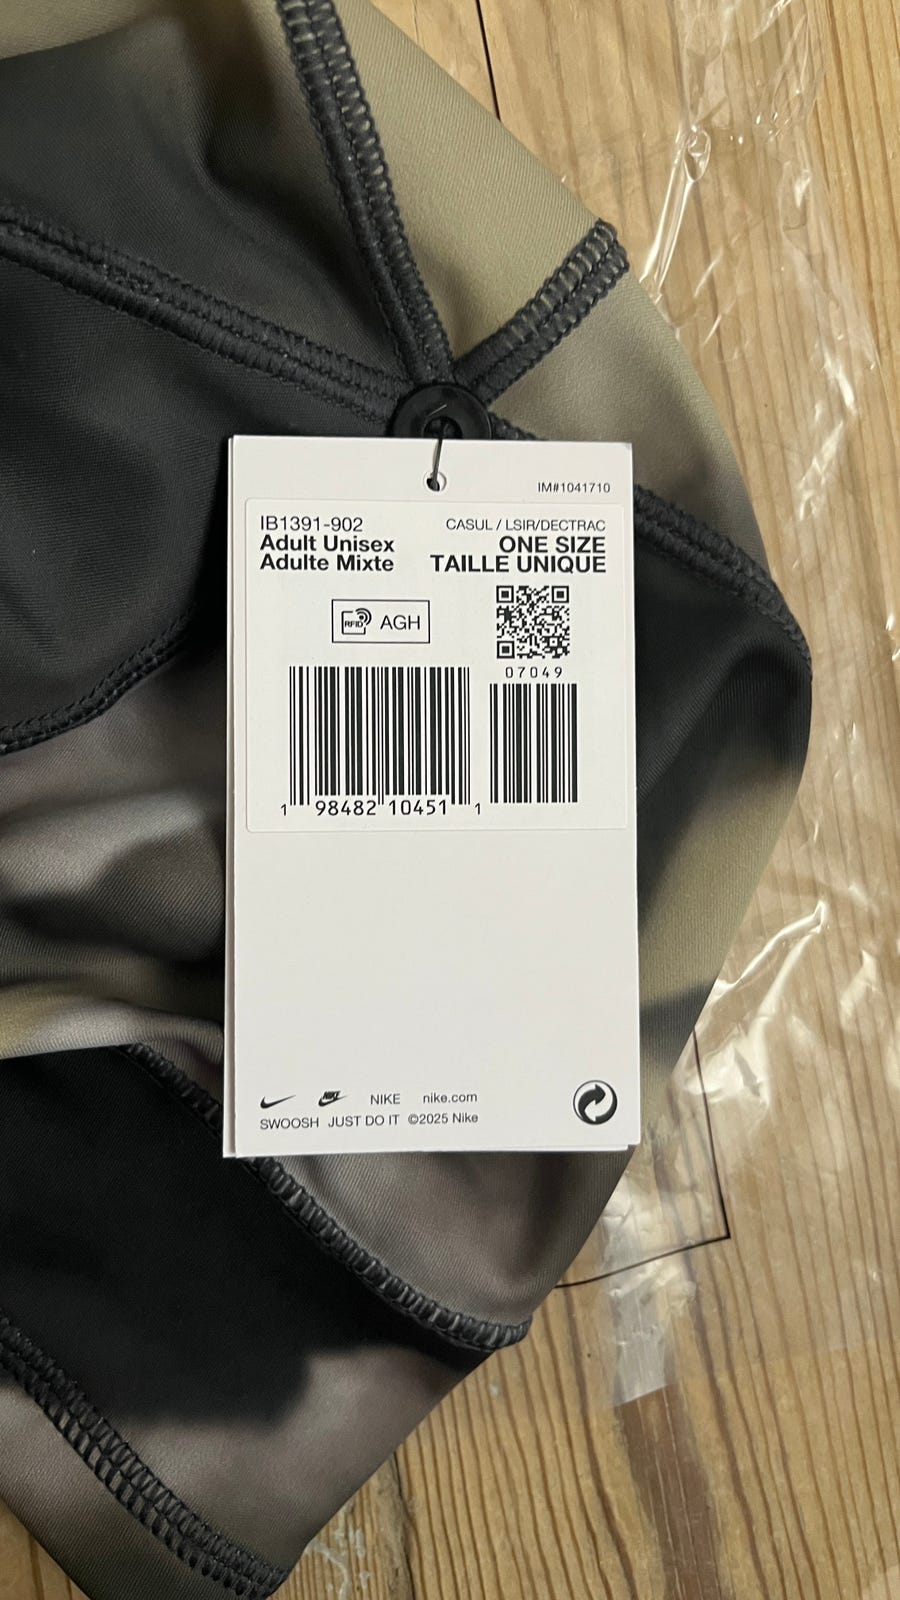 IM#1041710
IB1391-902 CASUL / LSIR/DECTRAC
Adult Unisex ONE SIZE
Adulte Mixte TAILLE UNIQUE
RFID AGH
07049
1 98482 10451 1
NIKE NIKE nike.com
SWOOSH JUST DO IT ©2025 Nike